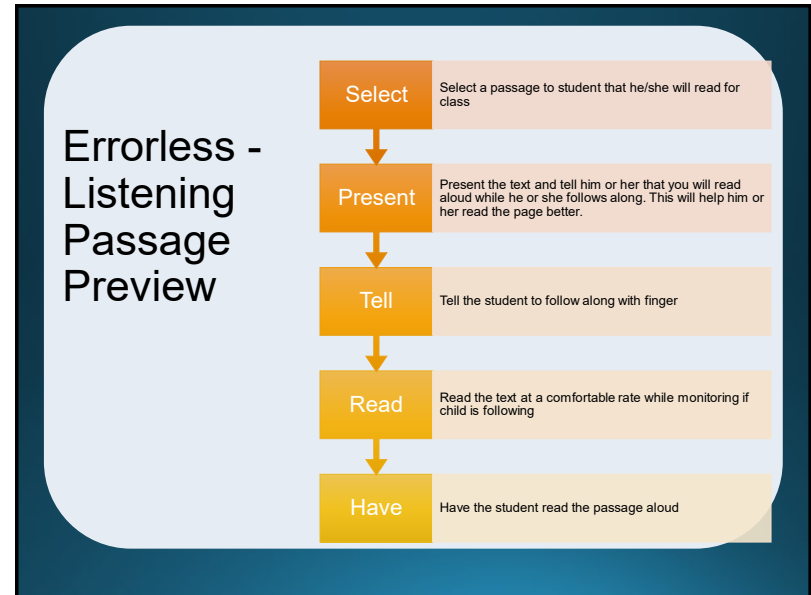 Errorless -
Listening
Passage
Preview
Select
Select a passage to student that he/she will read for
class
Present
Present the text and tell him or her that you will read
aloud while he or she follows along. This will help him or
her read the page better.
Tell
Tell the student to follow along with finger
Read
Read the text at a comfortable rate while monitoring if
child is following
Have
Have the student read the passage aloud